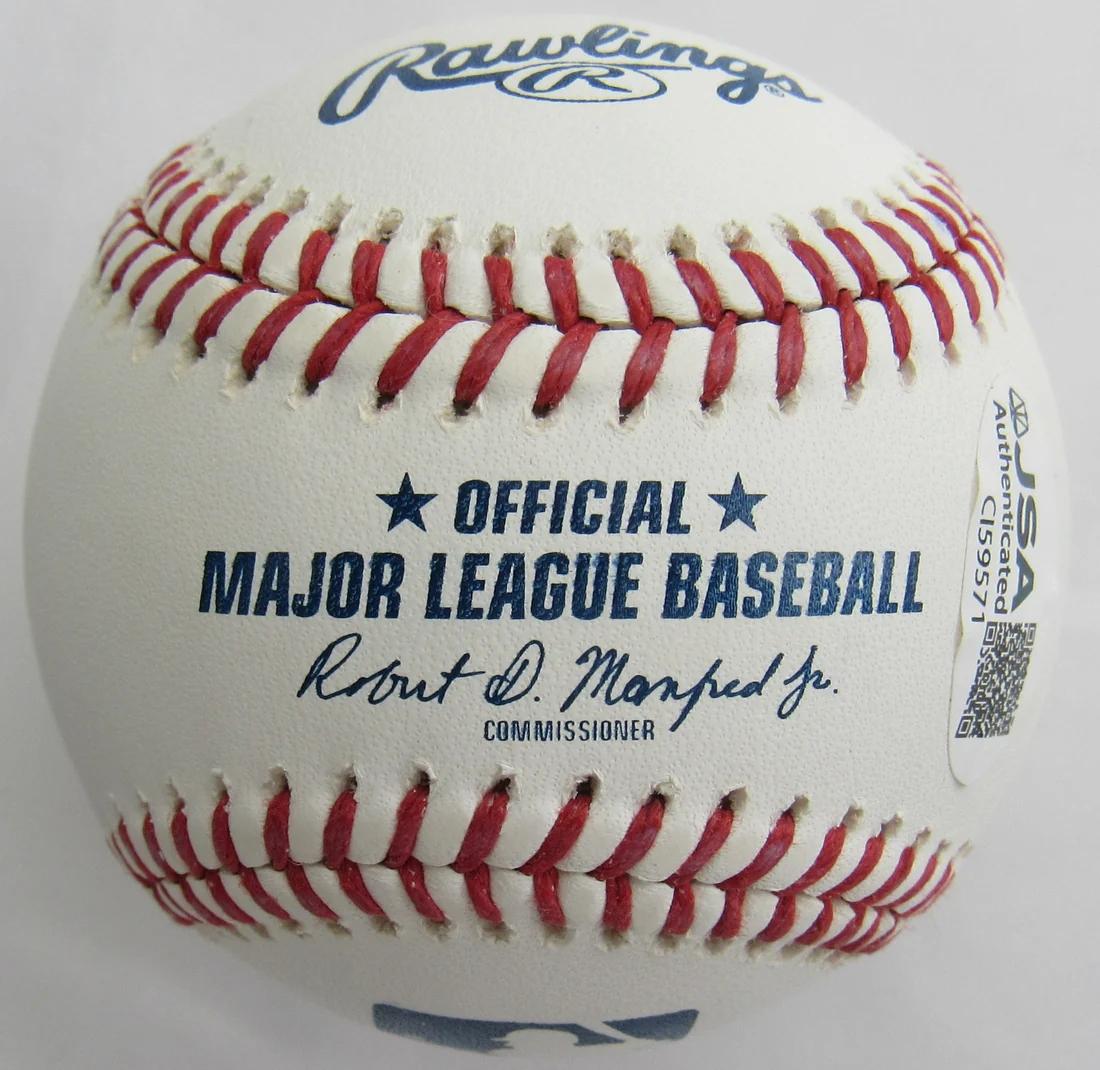 Rawlings
R
OFFICIAL
MAJOR LEAGUE BASEBALL
Robert D. Manfred Jr.
COMMISSIONER
JSA
Authenticated
CI59571